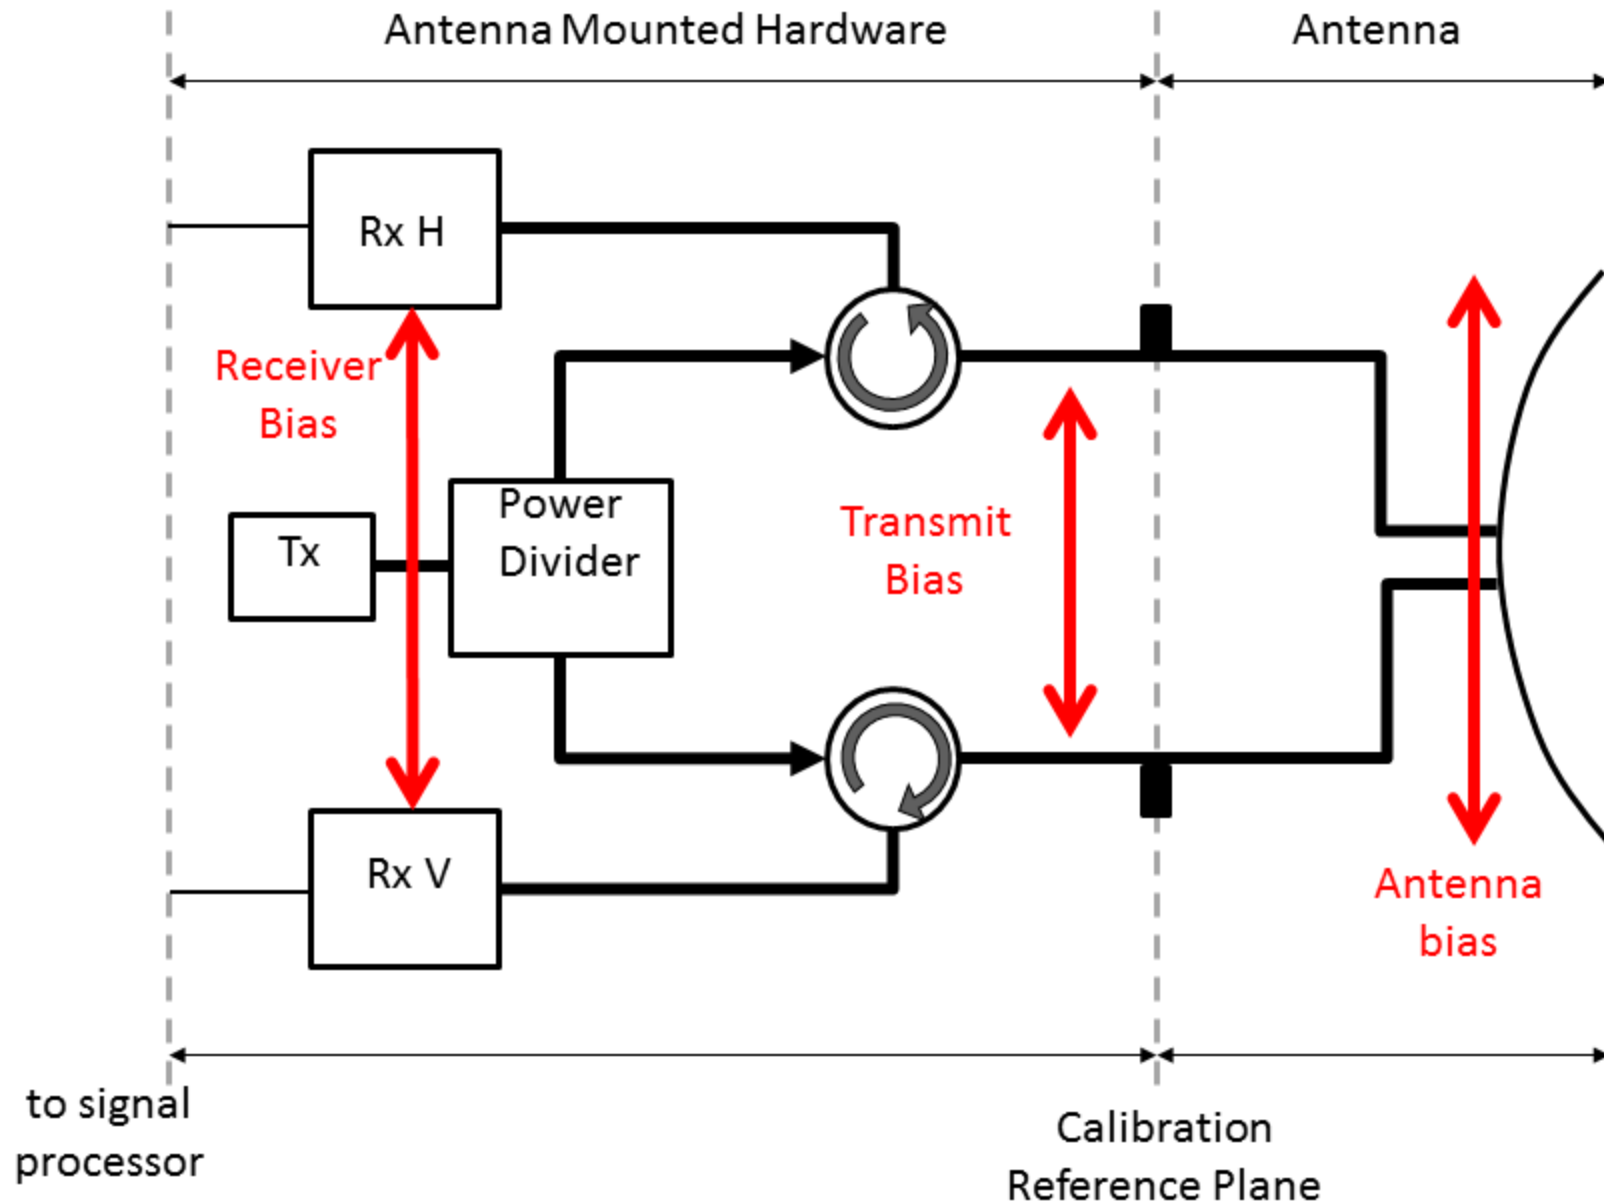 Antenna Mounted Hardware
Antenna
Rx H
Receiver
Bias
Tx
Power
Divider
Transmit
Bias
Rx V
Antenna
bias
to signal
processor
Calibration
Reference Plane